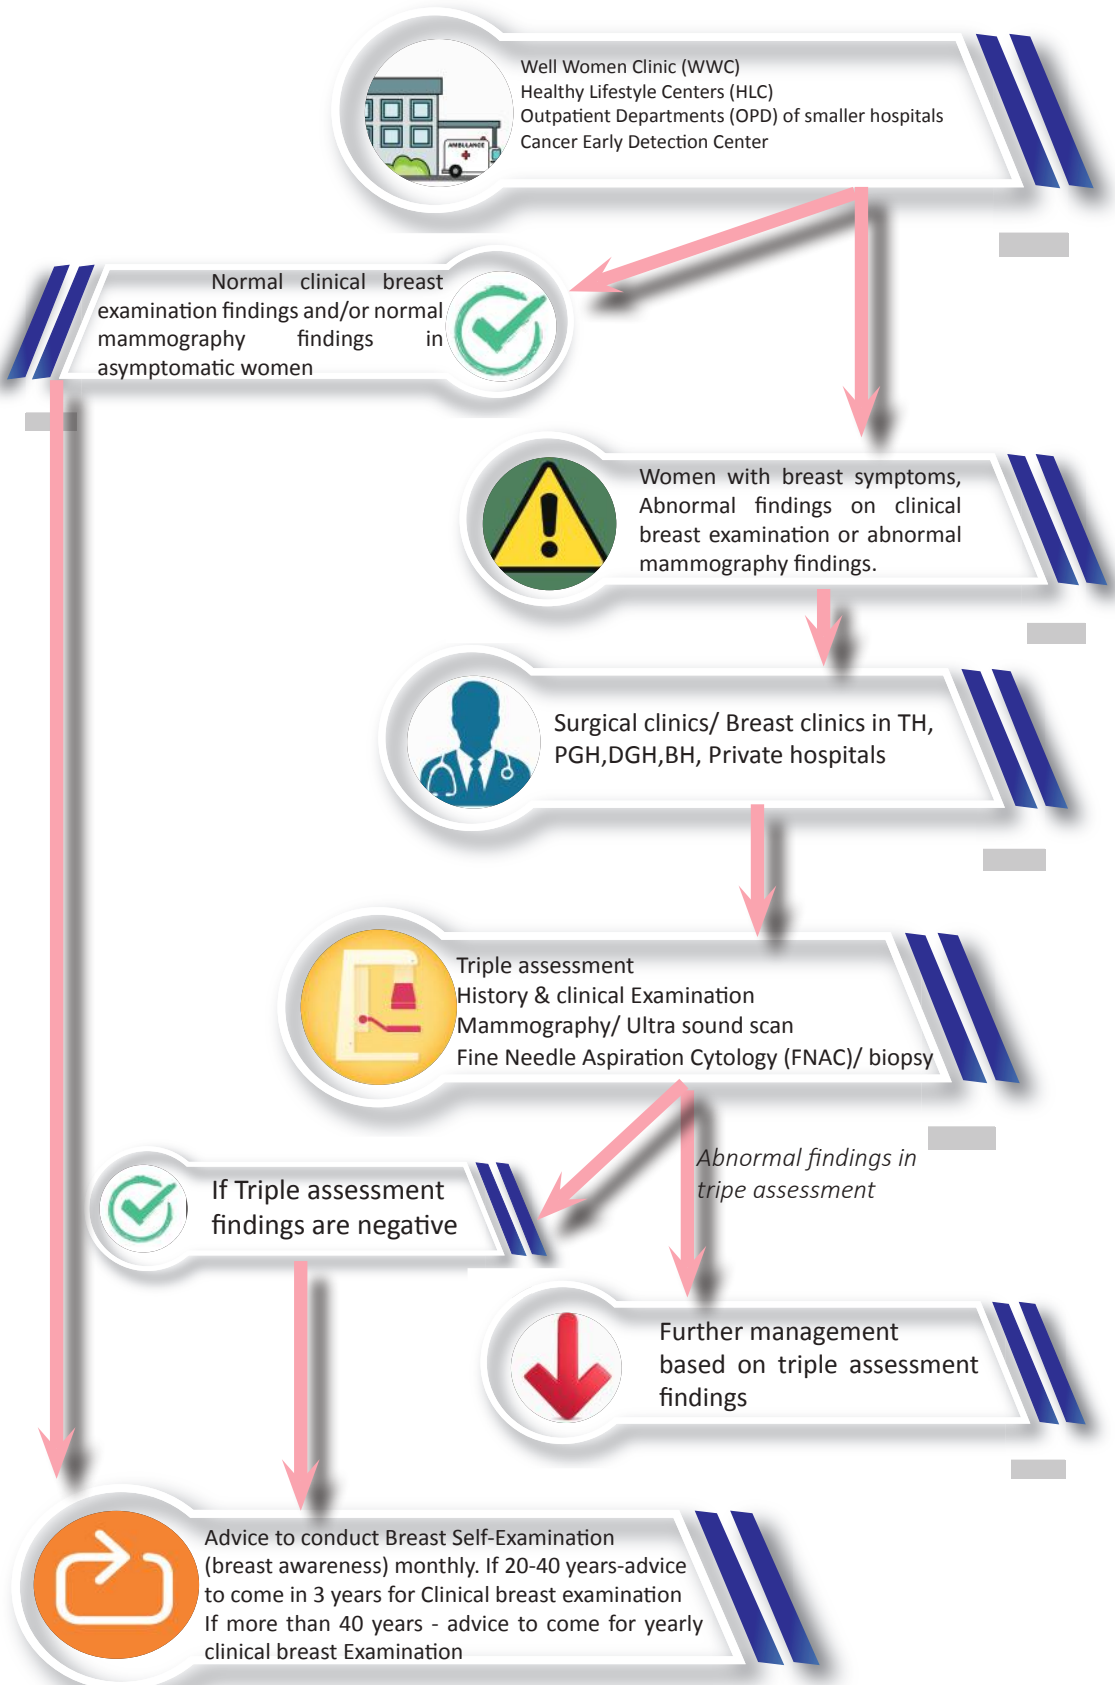 Well Women Clinic (WWC)
Healthy Lifestyle Centers (HLC)
Outpatient Departments (OPD) of smaller hospitals
Cancer Early Detection Center
AMBULANCE
Normal clinical breast
examination findings and/or normal
mammography findings in
asymptomatic women
Women with breast symptoms,
Abnormal findings on clinical
breast examination or abnormal
mammography findings.
Surgical clinics/ Breast clinics in TH,
PGH,DGH,BH, Private hospitals
Triple assessment
History & clinical Examination
Mammography/ Ultra sound scan
Fine Needle Aspiration Cytology (FNAC)/ biopsy
Abnormal findings in
tripe assessment
If Triple assessment
findings are negative
Further management
based on triple assessment
findings
Advice to conduct Breast Self-Examination
(breast awareness) monthly. If 20-40 years-advice
to come in 3 years for Clinical breast examination
If more than 40 years - advice to come for yearly
clinical breast Examination